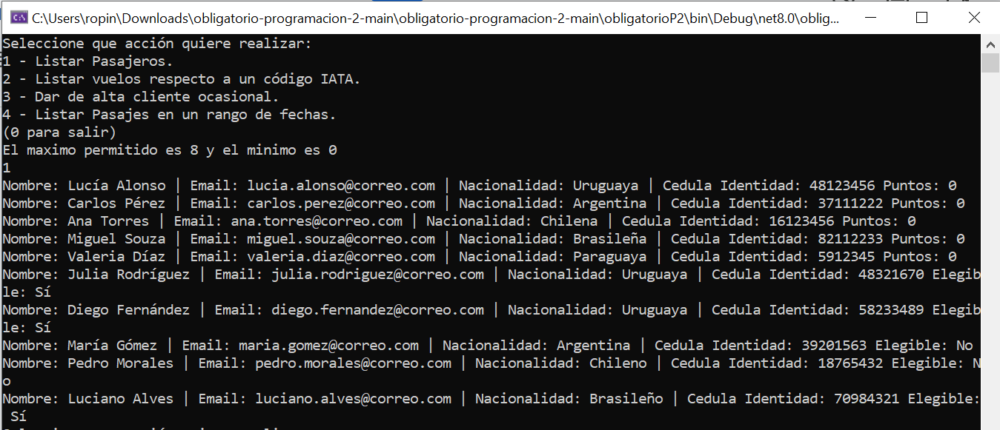 C:\Users\ropin\Downloads\obligatorio-programacion-2-main\obligatorio-programacion-2-main\obligatorioP2\bin\Debug\net8.0\oblig...
Seleccione que acción quiere realizar:
1 - Listar Pasajeros.
2 - Listar vuelos respecto a un código IATA.
3 - Dar de alta cliente ocasional.
4 - Listar Pasajes en un rango de fechas.
(0 para salir)
El maximo permitido es 8 y el minimo es 0
1
Nombre: Lucía Alonso | Email: lucia.alonso@correo.com | Nacionalidad: Uruguaya | Cedula Identidad: 48123456 Puntos: 0
Nombre: Carlos Pérez | Email: carlos.perez@correo.com | Nacionalidad: Argentina | Cedula Identidad: 37111222 Puntos: 0
Nombre: Ana Torres | Email: ana.torres@correo.com | Nacionalidad: Chilena | Cedula Identidad: 16123456 Puntos: 0
Nombre: Miguel Souza | Email: miguel.souza@correo.com | Nacionalidad: Brasileña | Cedula Identidad: 82112233 Puntos: 0
Nombre: Valeria Díaz | Email: valeria.diaz@correo.com | Nacionalidad: Paraguaya | Cedula Identidad: 5912345 Puntos: 0
Nombre: Julia Rodríguez | Email: julia.rodriguez@correo.com | Nacionalidad: Uruguaya | Cedula Identidad: 48321670 Elegib
le: Sí
Nombre: Diego Fernández | Email: diego.fernandez@correo.com | Nacionalidad: Uruguaya | Cedula Identidad: 58233489 Elegib
le: Sí
Nombre: María Gómez | Email: maria.gomez@correo.com | Nacionalidad: Argentina | Cedula Identidad: 39201563 Elegible: No
Nombre: Pedro Morales | Email: pedro.morales@correo.com | Nacionalidad: Chileno | Cedula Identidad: 18765432 Elegible: N
o
Nombre: Luciano Alves | Email: luciano.alves@correo.com | Nacionalidad: Brasileño | Cedula Identidad: 70984321 Elegible:
Sí